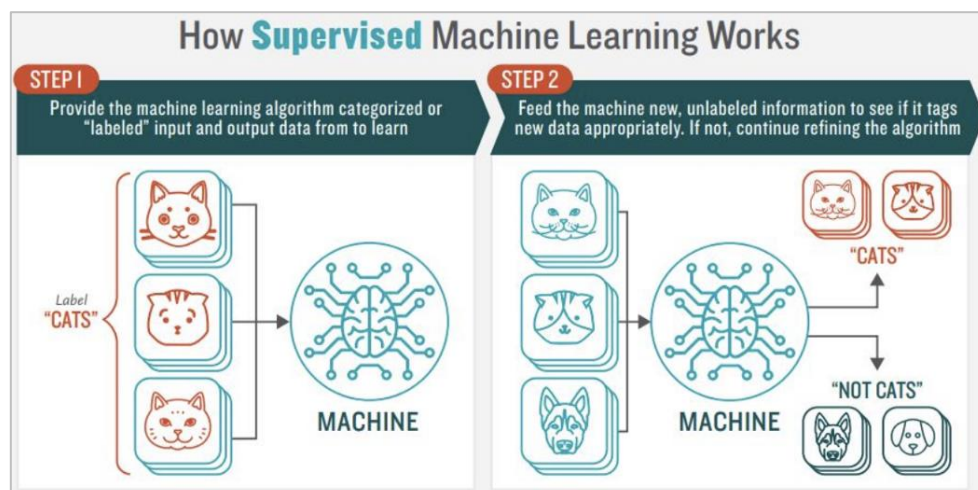 How Supervised Machine Learning Works
STEP 1
Provide the machine learning algorithm categorized or
“labeled” input and output data from to learn
Label
“CATS”
MACHINE
STEP 2
Feed the machine new, unlabeled information to see if it tags
new data appropriately. If not, continue refining the algorithm
MACHINE
“CATS”
“NOT CATS”